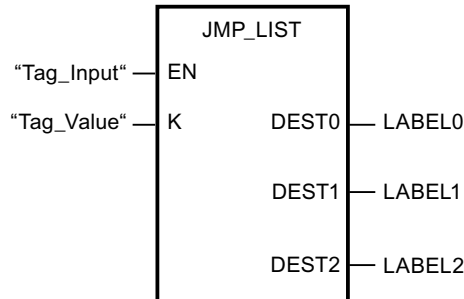 JMP_LIST
“Tag_Input“ EN
“Tag_Value“ K DEST0 LABEL0
DEST1 LABEL1
DEST2 LABEL2